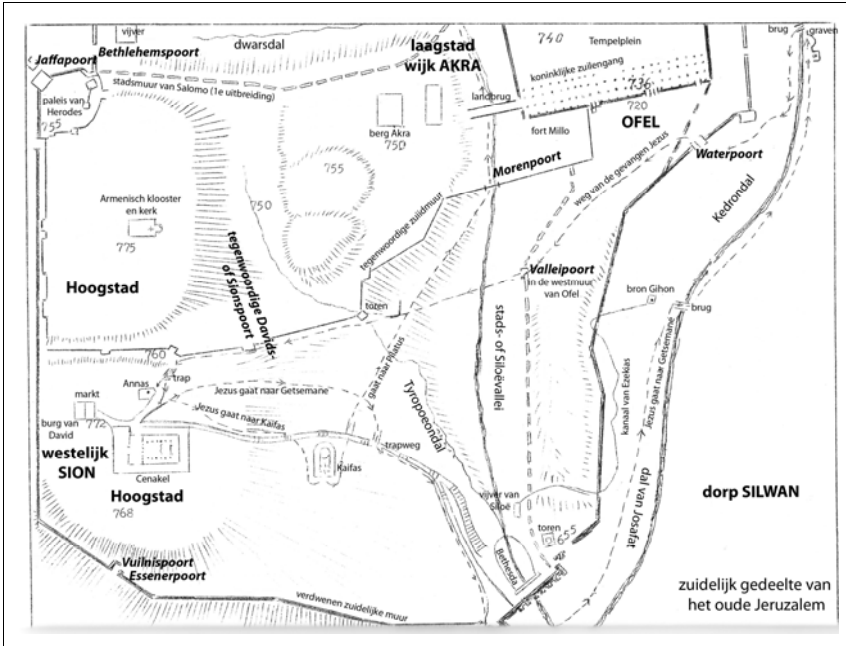 vijver
Bethlehemspoort
dwarsdal
laagstad
wijk AKRA
740
Tempelplein
brug
graven
Jaffapoort
stadsmuur van Salomo (1e uitbreiding)
koninklijke zuilengang
736
paleis van
Herodes
755
landbrug
720
OFEL
berg Akra
750
fort Millo
755
Morenpoort
Waterpoort
weg van de gevangen Jezus
Kedrondal
Armenisch klooster
en kerk
775
750
tegenwoordige zuidmuur
tegenwoordige Davids-
of Sionspoort
Hoogstad
Valleipoort
in de westmuur
van Ofel
bron Gihon
brug
toren
stads- of Siloëvallei
760
trap
Annas
markt
Jezus gaat naar Getsemane
gaat naar Pilatus
Tyropoeondal
kanaal van Ezekias
Jezus gaat naar Getsemane
burg van
David
772
Jezus gaat naar Kaifas
trapweg
westelijk
SION
Cenakel
Kaifas
Hoogstad
768
vijver van
Siloë
dal van Josafat
dorp SILWAN
toren
655
Bethesda
Vuilnispoort
Essenerpoort
verdwenen zuidelijke muur
zuidelijk gedeelte van
het oude Jeruzalem